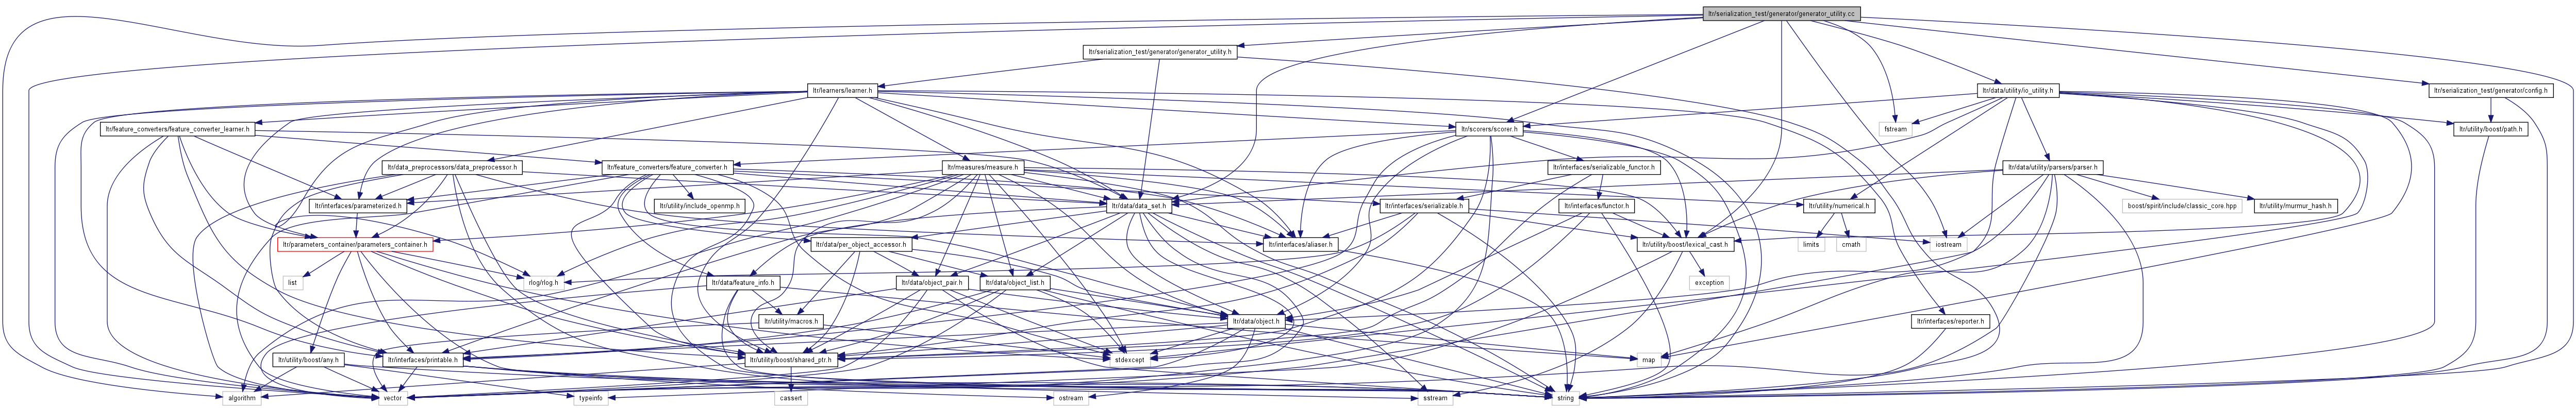 ltr/serialization_test/generator/generator_utility.cc
ltr/serialization_test/generator/generator_utility.h
ltr/learners/learner.h
ltr/data/utility/io_utility.h
ltr/serialization_test/generator/config.h
ltr/feature_converters/feature_converter_learner.h
ltr/scorers/scorer.h
fstream
ltr/utility/boost/path.h
ltr/data_preprocessors/data_preprocessor.h
ltr/feature_converters/feature_converter.h
ltr/measures/measure.h
ltr/interfaces/serializable_functor.h
ltr/data/utility/parsers/parser.h
ltr/interfaces/parameterized.h
ltr/utility/include_openmp.h
ltr/data/data_set.h
ltr/interfaces/serializable.h
ltr/interfaces/functor.h
ltr/utility/numerical.h
boost/spirit/include/classic_core.hpp
ltr/utility/murmur_hash.h
ltr/parameters_container/parameters_container.h
ltr/data/per_object_accessor.h
ltr/interfaces/aliaser.h
ltr/utility/boost/lexical_cast.h
limits
cmath
iostream
list
rlog/rlog.h
ltr/data/feature_info.h
ltr/data/object_pair.h
ltr/data/object_list.h
exception
ltr/utility/macros.h
ltr/data/object.h
ltr/interfaces/reporter.h
ltr/utility/boost/any.h
ltr/interfaces/printable.h
ltr/utility/boost/shared_ptr.h
stdexcept
map
algorithm
vector
typeinfo
cassert
ostream
sstream
string